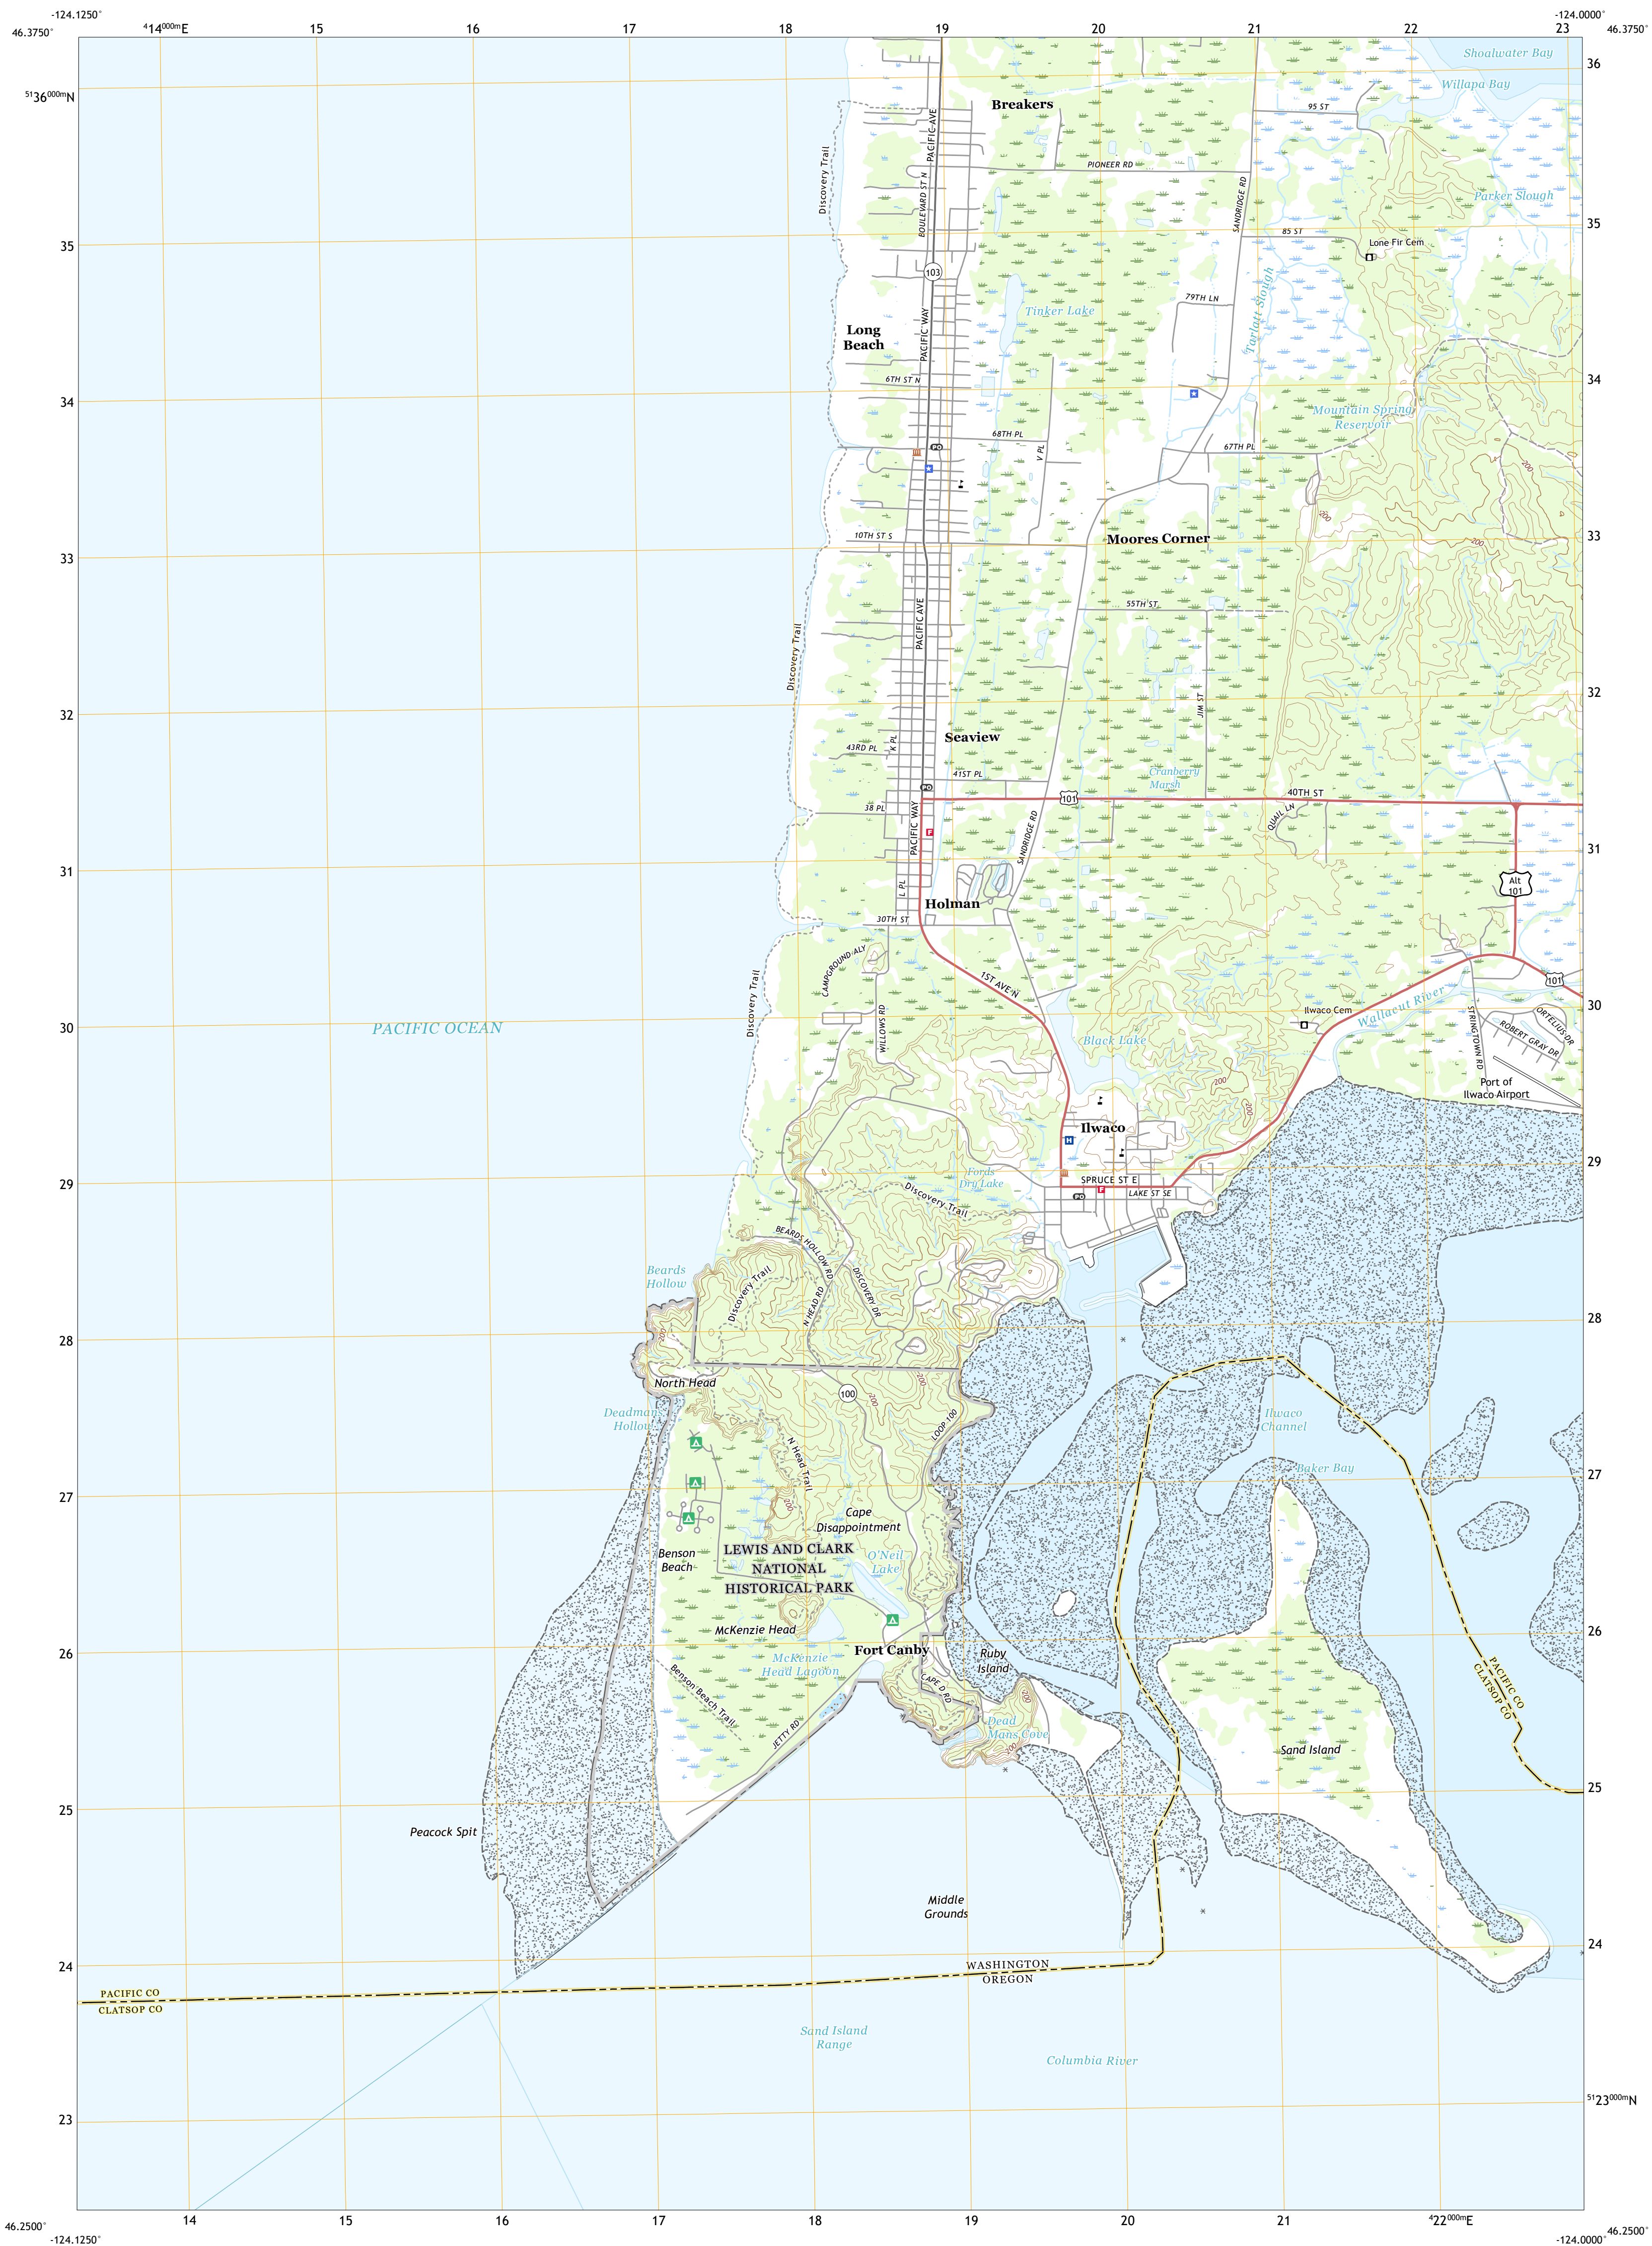 -124.1250°
-124.0000°
46.3750°
⁴14⁰⁰⁰ᵐE
15
16
17
18
19
20
21
22
23
46.3750°
Shoalwater Bay
36
Willapa Bay
⁵¹36⁰⁰⁰ᵐN
Breakers
95 ST
PACIFIC AVE
PIONEER RD
Discovery Trail
BOULEVARD ST N
SANDRIDGE RD
Parker Slough
35
85 ST
Lone Fir Cem
35
103
79TH LN
Tarlatt Slough
Tinker Lake
Long
Beach
PACIFIC WAY
6TH ST N
34
34
Mountain Spring
Reservoir
68TH PL
PO
V PL
67TH PL
200
200
10TH ST S
Moores Corner
33
200
33
55TH ST
PACIFIC AVE
Discovery Trail
32
JIM ST
32
Seaview
K PL
43RD PL
41ST PL
Cranberry
Marsh
PO
101
40TH ST
38 PL
F
PACIFIC WAY
QUAIL LN
SANDRIDGE RD
31
31
Alt
101
L PL
Holman
30TH ST
CAMPGROUND ALY
1ST AVE N
101
Discovery Trail
Wallacut River
30
Ilwaco Cem
WILLOWS RD
STRINGTOWN RD
ORTELIUS DR
ROBERT GRAY DR
PACIFIC OCEAN
30
Black Lake
200
Port of
Ilwaco Airport
200
Ilwaco
H
Fords
Dry Lake
29
29
SPRUCE ST E
F
LAKE ST SE
PO
Discovery Trail
BEARDS HOLLOW RD
Beards
Hollow
Discovery Trail
DISCOVERY DR
N HEAD RD
28
28
200
North Head
100
200
200
Deadmans
Hollow
LOOP 100
Ilwaco
Channel
N Head Trail
Baker Bay
27
27
200
Cape
Disappointment
Benson
Beach
LEWIS AND CLARK
NATIONAL
HISTORICAL PARK
O'Neil
Lake
McKenzie Head
26
26
Fort Canby
Ruby
Island
McKenzie
Head Lagoon
PACIFIC CO
CLATSOP CO
Benson Beach Trail
CAPE D RD
200
JETTY RD
Dead
Mans Cove
200
Sand Island
25
25
Peacock Spit
Middle
Grounds
24
24
WASHINGTON
OREGON
PACIFIC CO
CLATSOP CO
Sand Island
Range
Columbia River
⁵¹23⁰⁰⁰ᵐN
23
14
15
16
17
18
19
20
21
⁴22⁰⁰⁰ᵐE
46.2500°
46.2500°
-124.1250°
-124.0000°